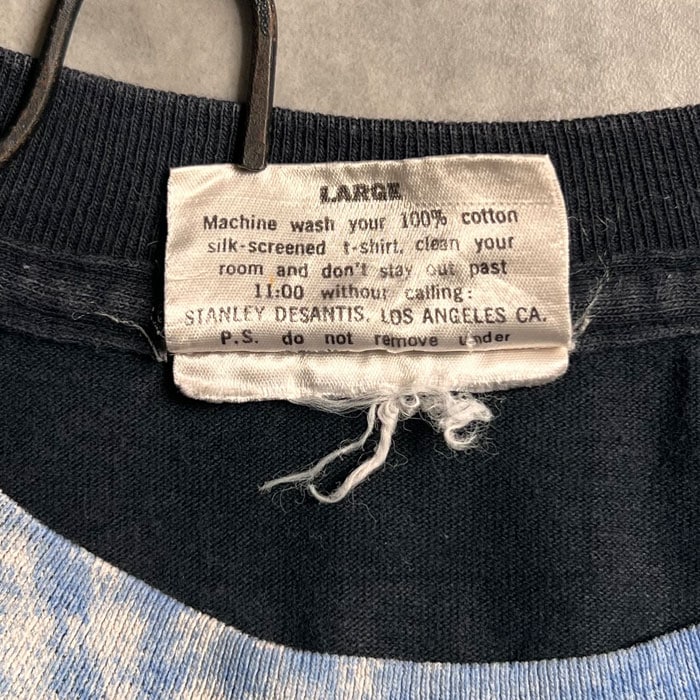 LARGE
Machine wash your 100% cotton
silk-screened t-shirt, clean your
room and don't stay out past
11:00 without calling:
STANLEY DESANTIS, LOS ANGELES CA.
P.S. do not remove under